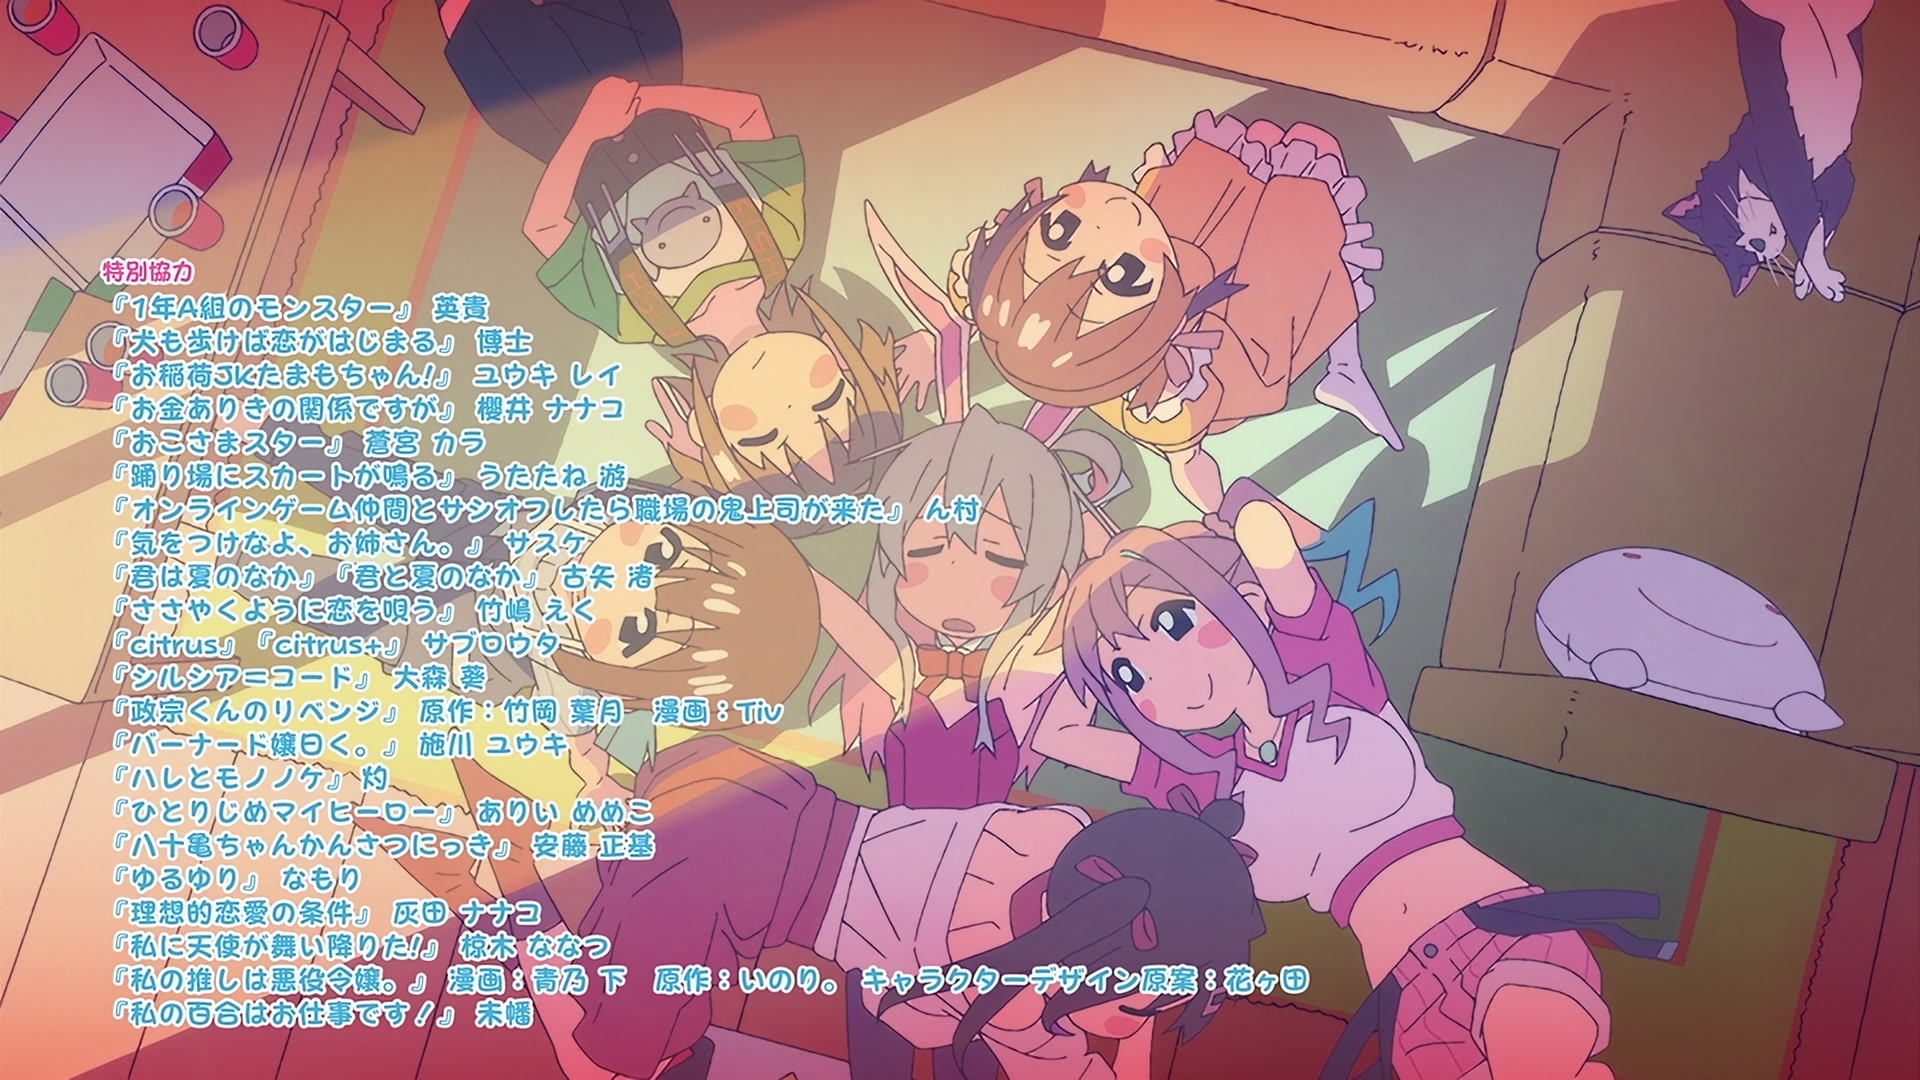 特別協力
『1年A組のモンスター』 英貴
『犬も歩けば恋がはじまる』 博士
『お稲荷JKたまもちゃん!』 ユウキ レイ
『お金ありきの関係ですが』 櫻井 ナナコ
『おこさまスター』 蒼宮 カラ
『踊り場にスカートが鳴る』 うたたね 游
『オンラインゲーム仲間とサシオフしたら職場の鬼上司が来た』 ん村
『気をつけなよ、お姉さん。』 サスケ
『君は夏のなか』『君と夏のなか』 古矢 渚
『ささやくように恋を唄う』 竹嶋 えく
『citrus』『citrus+』 サブロウタ
『シルシア=コード』 大森 葵
『政宗くんのリベンジ』 原作：竹岡 葉月　漫画：Tiv
『バーナード嬢曰く。』 施川 ユウキ
『ハレとモノノケ』 灼
『ひとりじめマイヒーロー』 ありい めめこ
『八十亀ちゃんかんさつにっき』 安藤 正基
『ゆるゆり』 なもり
『理想的恋愛の条件』 灰田 ナナコ
『私に天使が舞い降りた!』 椋木 ななつ
『私の推しは悪役令嬢。』 漫画：青乃 下　原作：いのり。 キャラクターデザイン原案：花ヶ田
『私の百合はお仕事です！』 未幡